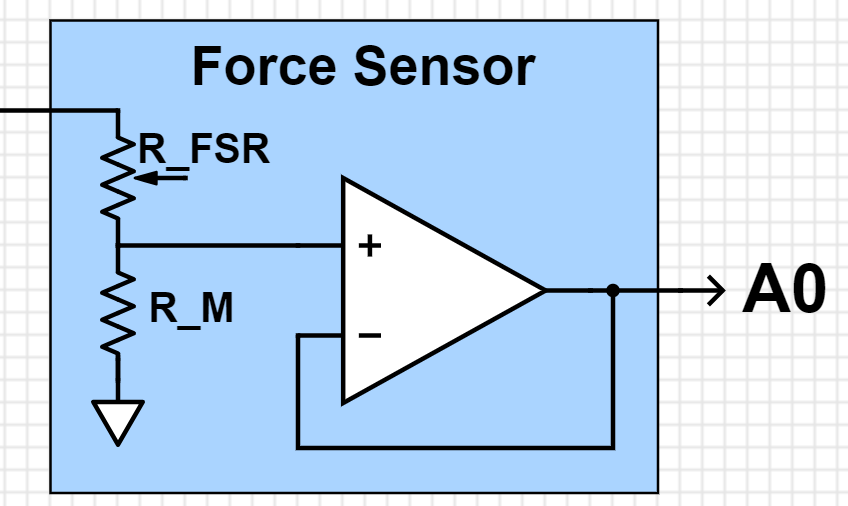 Force Sensor
R_FSR
+
R_M
−
A0